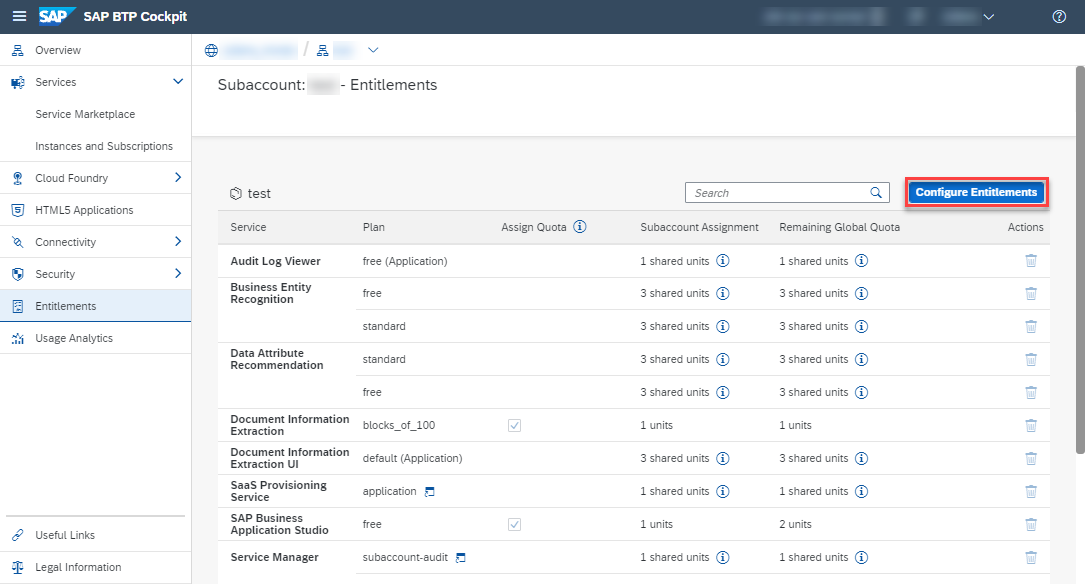 SAP SAP BTP Cockpit
Overview
Services
Service Marketplace
Instances and Subscriptions
Cloud Foundry
HTML5 Applications
Connectivity
Security
Entitlements
Usage Analytics
Useful Links
Legal Information
/
Subaccount: - Entitlements
test
Search
Configure Entitlements
Service Plan Assign Quota Subaccount Assignment Remaining Global Quota Actions
Audit Log Viewer free (Application) 1 shared units 1 shared units
Business Entity
Recognition free 3 shared units 3 shared units
standard 3 shared units 3 shared units
Data Attribute
Recommendation standard 3 shared units 3 shared units
free 3 shared units 3 shared units
Document Information
Extraction blocks_of_100 1 units 1 units
Document Information
Extraction UI default (Application) 3 shared units 3 shared units
SaaS Provisioning
Service application 1 shared units 1 shared units
SAP Business
Application Studio free 1 units 2 units
Service Manager subaccount-audit 1 shared units 1 shared units